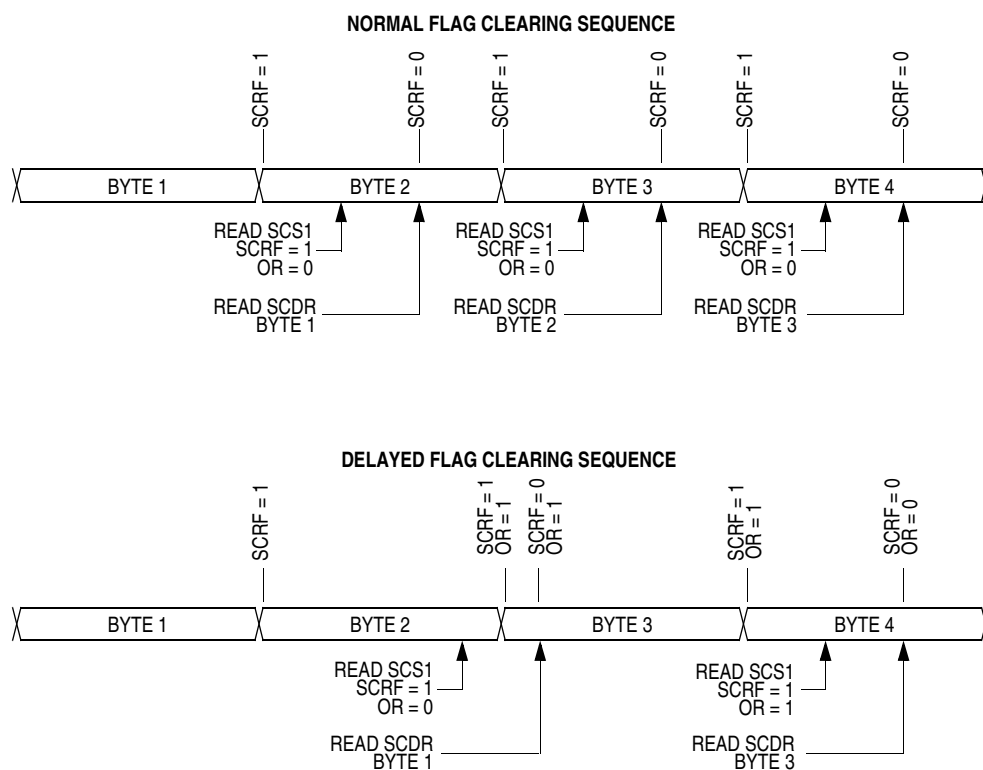 NORMAL FLAG CLEARING SEQUENCE
SCRF = 1
SCRF = 0
SCRF = 1
SCRF = 0
SCRF = 1
SCRF = 0
BYTE 1
BYTE 2
BYTE 3
BYTE 4
READ SCS1
SCRF = 1
OR = 0
READ SCS1
SCRF = 1
OR = 0
READ SCS1
SCRF = 1
OR = 0
READ SCDR
BYTE 1
READ SCDR
BYTE 2
READ SCDR
BYTE 3
DELAYED FLAG CLEARING SEQUENCE
SCRF = 1
SCRF = 1
OR = 1
SCRF = 0
OR = 1
SCRF = 1
OR = 1
SCRF = 0
OR = 0
BYTE 1
BYTE 2
BYTE 3
BYTE 4
READ SCS1
SCRF = 1
OR = 0
READ SCS1
SCRF = 1
OR = 1
READ SCDR
BYTE 1
READ SCDR
BYTE 3